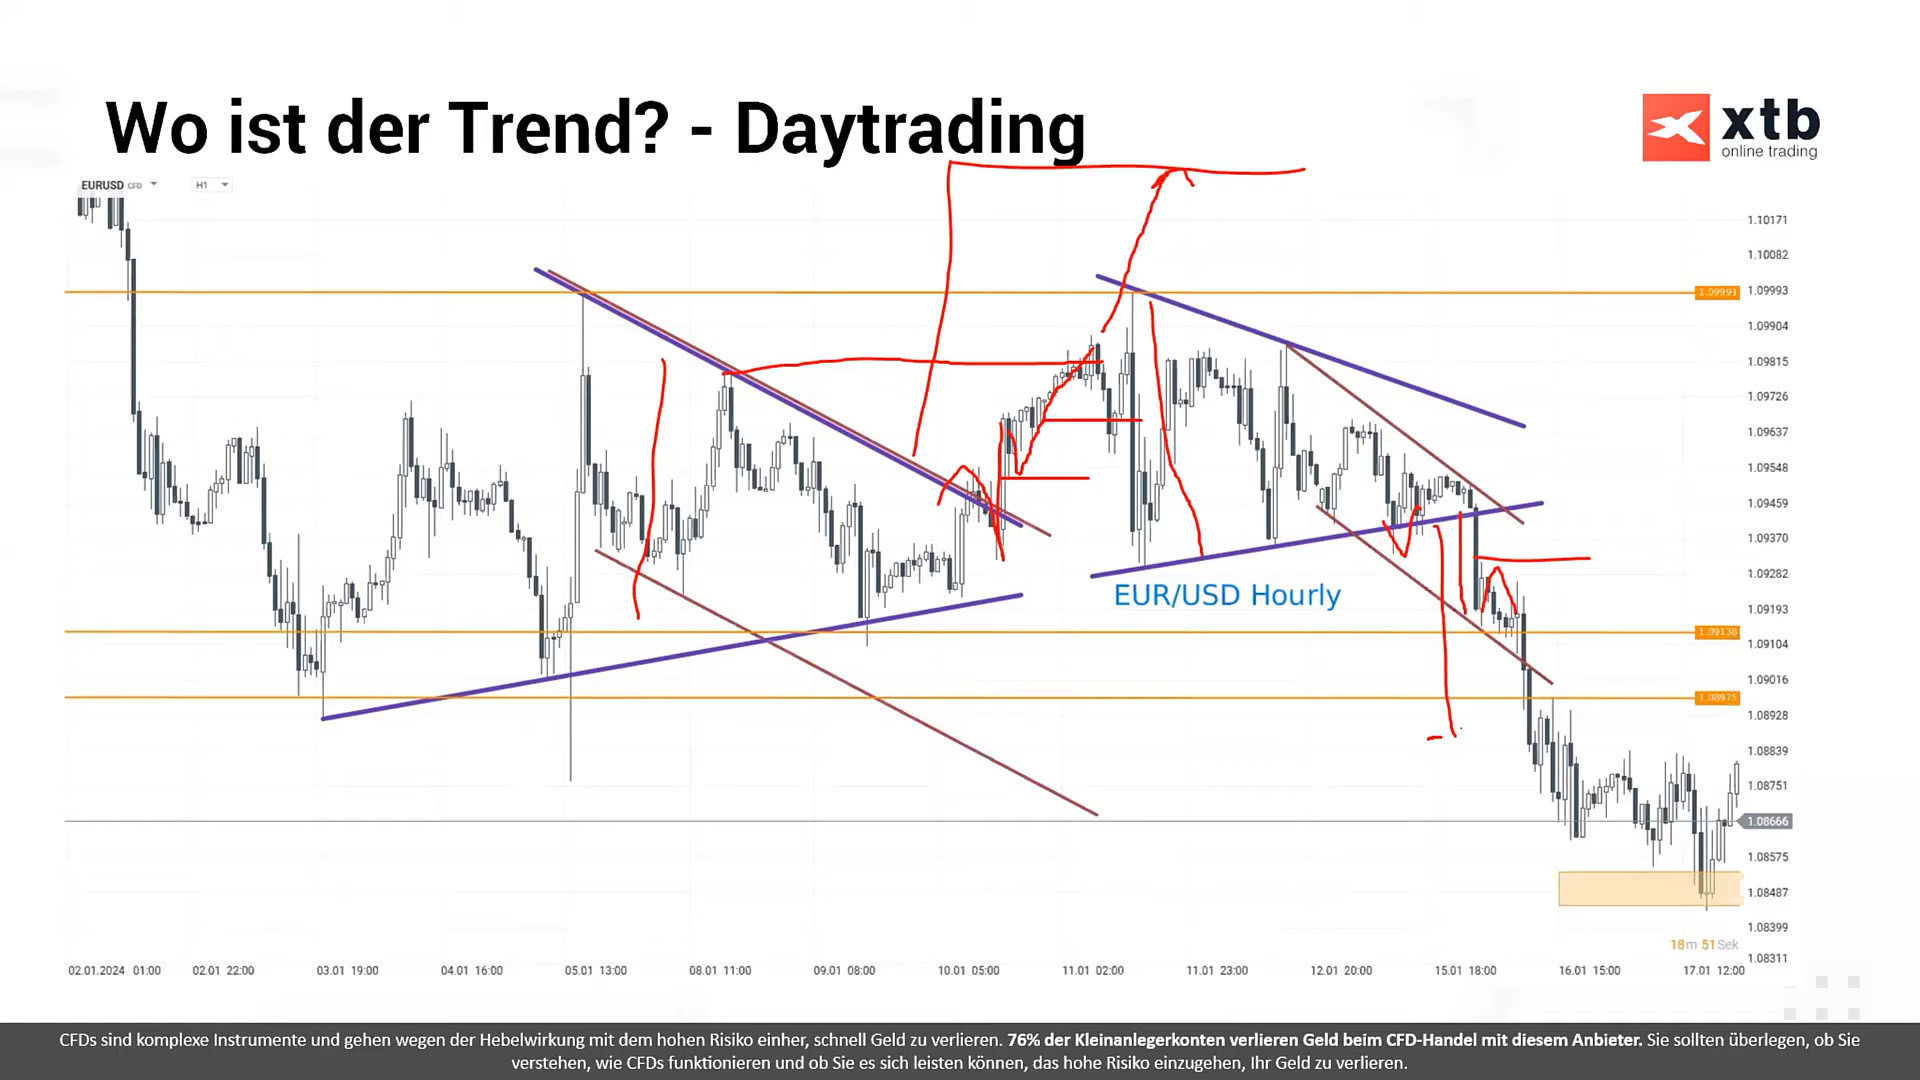 Wo ist der Trend? - Daytrading
xtb
online trading
EURUSD CFD
H1
1.10171
1.10082
1.09993
1.09991
1.09904
1.09815
1.09726
1.09637
1.09548
1.09459
1.09370
1.09282
1.09193
1.09138
1.09104
1.09016
1.08975
1.08928
1.08839
1.08751
1.08666
1.08575
1.08487
1.08399
1.08311
EUR/USD Hourly
18m 51Sek
02.01.2024 01:00 02.01 22:00 03.01 19:00 04.01 16:00 05.01 13:00 08.01 11:00 09.01 08:00 10.01 05:00 11.01 02:00 11.01 23:00 12.01 20:00 15.01 18:00 16.01 15:00 17.01 12:00
CFDs sind komplexe Instrumente und gehen wegen der Hebelwirkung mit dem hohen Risiko einher, schnell Geld zu verlieren. 76% der Kleinanlegerkonten verlieren Geld beim CFD-Handel mit diesem Anbieter. Sie sollten überlegen, ob Sie
verstehen, wie CFDs funktionieren und ob Sie es sich leisten können, das hohe Risiko einzugehen, Ihr Geld zu verlieren.